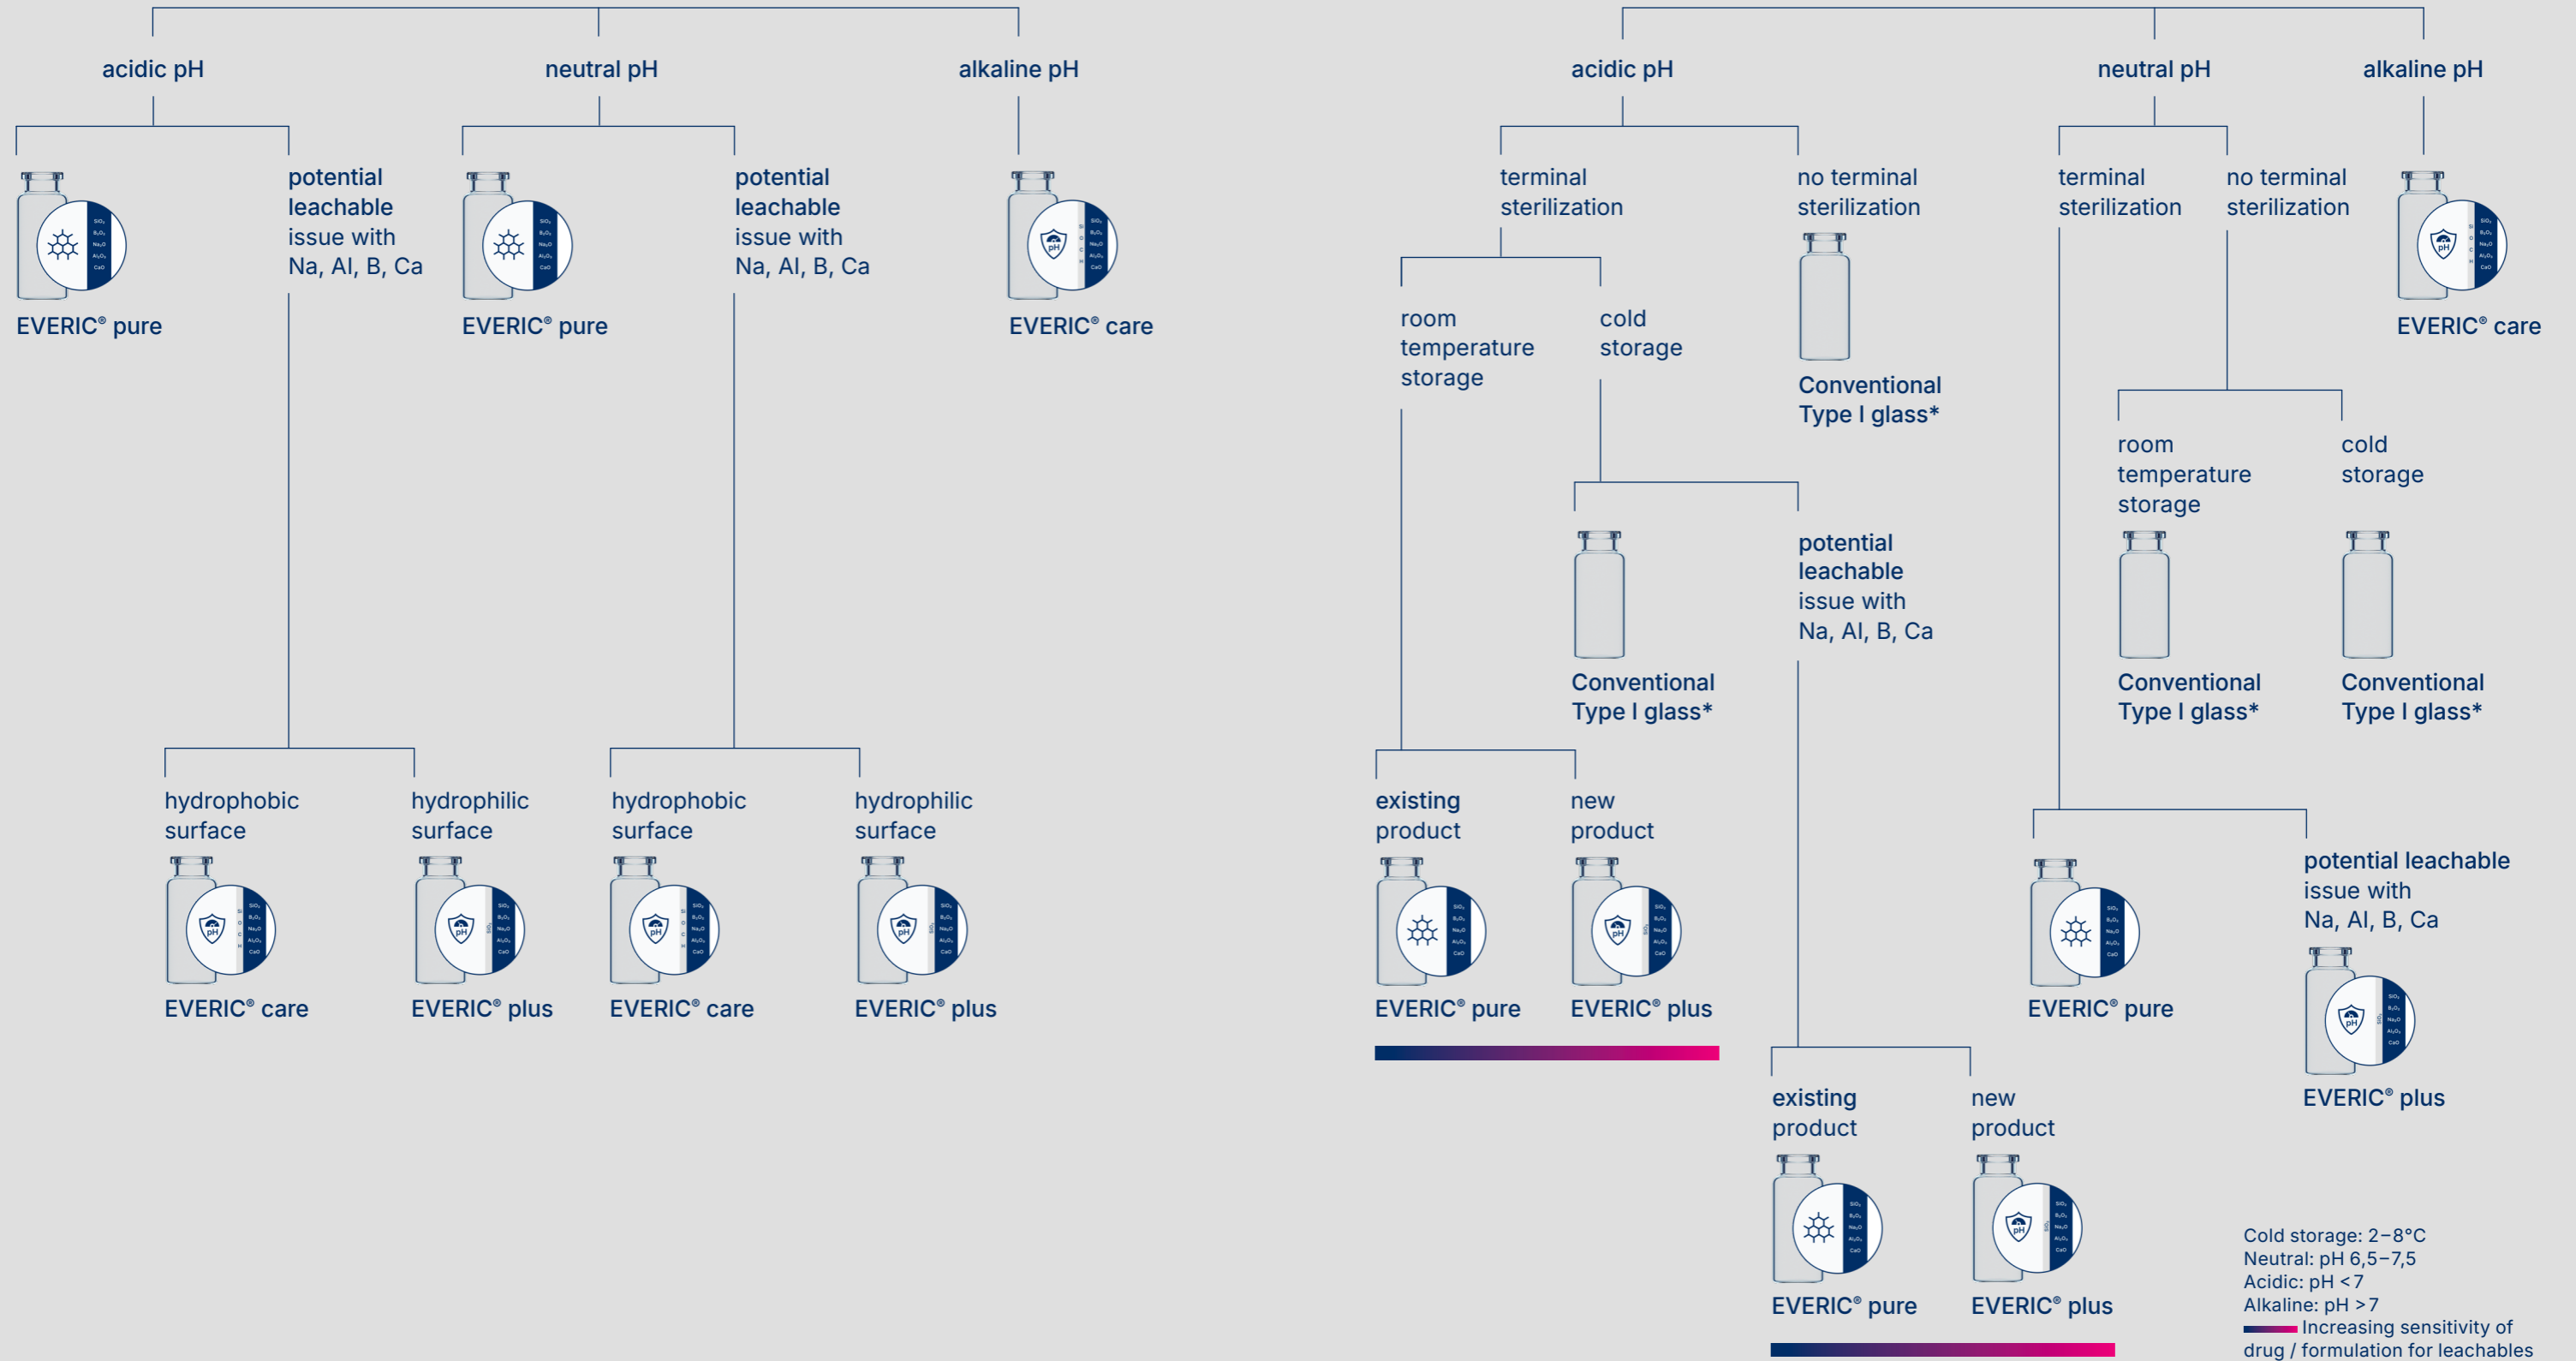 acidic pH
neutral pH
alkaline pH
EVERIC® pure
potential
leachable
issue with
Na, Al, B, Ca
EVERIC® pure
potential
leachable
issue with
Na, Al, B, Ca
EVERIC® care
hydrophobic
surface
EVERIC® care
hydrophilic
surface
EVERIC® plus
hydrophobic
surface
EVERIC® care
hydrophilic
surface
EVERIC® plus
acidic pH
neutral pH
alkaline pH
terminal
sterilization
no terminal
sterilization
terminal
sterilization
no terminal
sterilization
EVERIC® care
room
temperature
storage
cold
storage
Conventional
Type I glass*
room
temperature
storage
cold
storage
Conventional
Type I glass*
potential
leachable
issue with
Na, Al, B, Ca
Conventional
Type I glass*
Conventional
Type I glass*
existing
product
EVERIC® pure
new
product
EVERIC® plus
EVERIC® pure
potential leachable
issue with
Na, Al, B, Ca
EVERIC® plus
existing
product
EVERIC® pure
new
product
EVERIC® plus
Cold storage: 2–8°C
Neutral: pH 6,5–7,5
Acidic: pH <7
Alkaline: pH >7
Increasing sensitivity of
drug / formulation for leachables